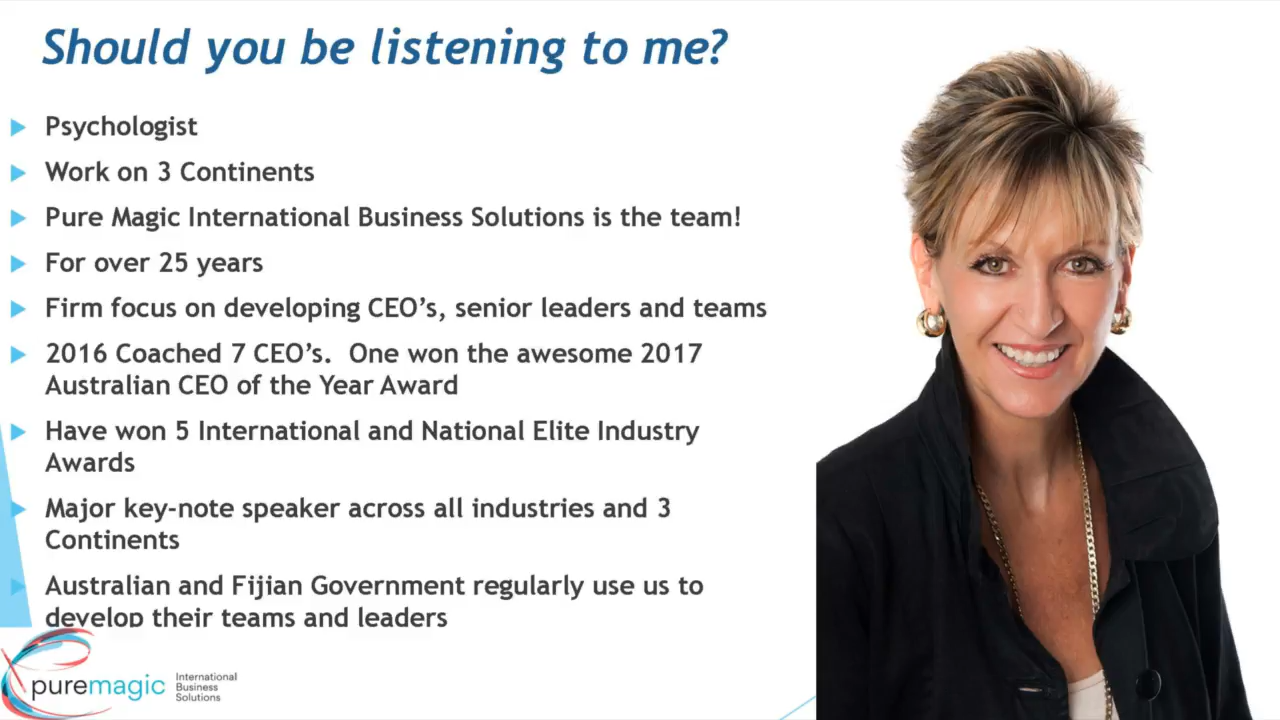 Should you be listening to me?
Psychologist
Work on 3 Continents
Pure Magic International Business Solutions is the team!
For over 25 years
Firm focus on developing CEO's, senior leaders and teams
2016 Coached 7 CEO's.  One won the awesome 2017
Australian CEO of the Year Award
Have won 5 International and National Elite Industry
Awards
Major key-note speaker across all industries and 3
Continents
Australian and Fijian Government regularly use us to
develop their teams and leaders
puremagic
International
Business
Solutions